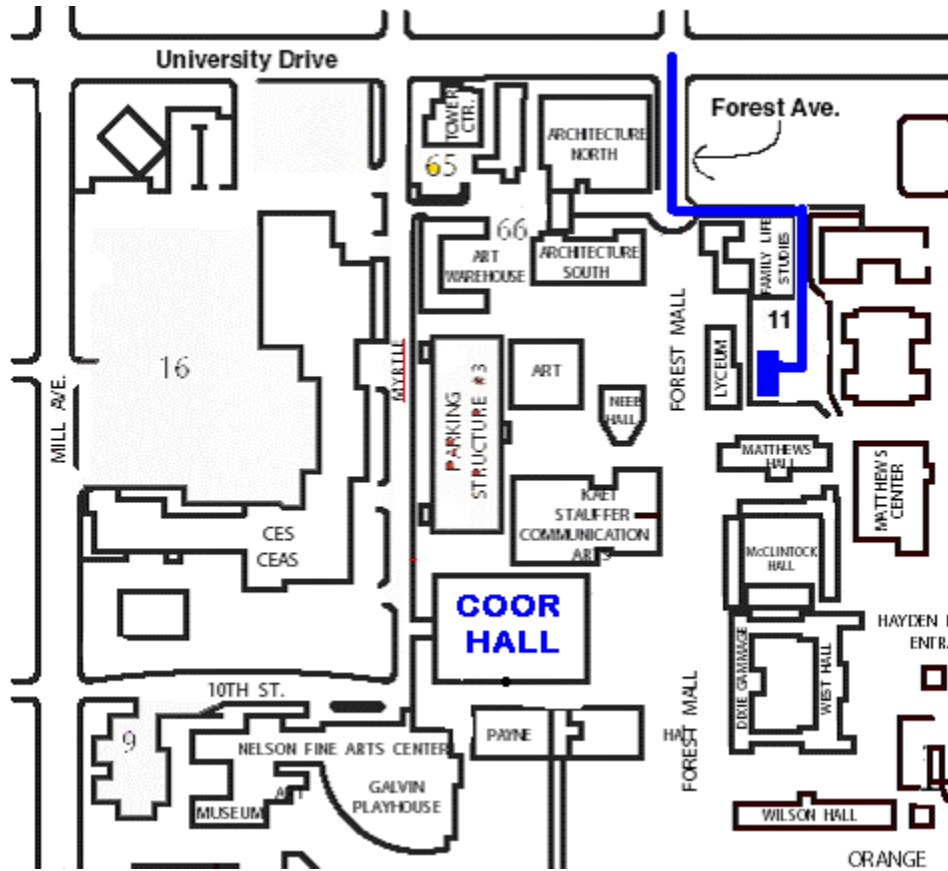 University Drive
Forest Ave.
TOWER
CTR.
ARCHITECTURE
NORTH
65
66
ART
WAREHOUSE
ARCHITECTURE
SOUTH
FAMILY LIFE
STUDIES
11
16
MILL AVE.
MYRTLE
PARKING
STRUCTURE #3
ART
NEEB
HALL
FOREST MALL
LYCEUM
MATTHEWS
HALL
MATTHEWS
CENTER
KAET
STAUFFER
COMMUNICATION
ARTS
CES
CEAS
McCLINTOCK
HALL
COOR
HALL
HAYDEN
DIXIE GAMMAGE
WEST HALL
10TH ST.
9
NELSON FINE ARTS CENTER
PAYNE
HALL
FOREST MALL
ART
MUSEUM
GALVIN
PLAYHOUSE
WILSON HALL
ORANGE